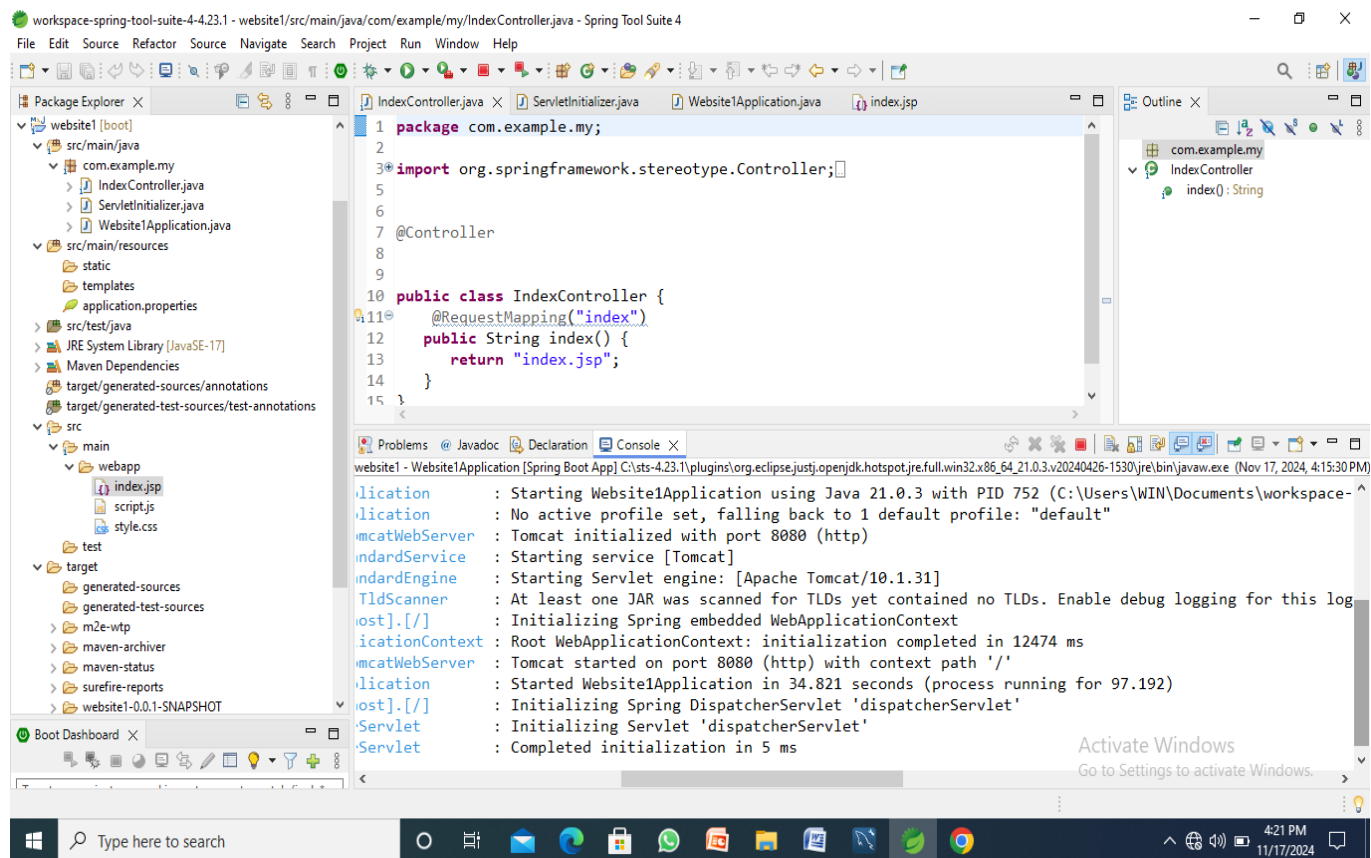 workspace-spring-tool-suite-4-4.23.1 - website1/src/main/java/com/example/my/IndexController.java - Spring Tool Suite 4
File Edit Source Refactor Source Navigate Search Project Run Window Help
Package Explorer
website1 [boot]
src/main/java
com.example.my
IndexController.java
ServletInitializer.java
Website1Application.java
src/main/resources
static
templates
application.properties
src/test/java
JRE System Library [JavaSE-17]
Maven Dependencies
target/generated-sources/annotations
target/generated-test-sources/test-annotations
src
main
webapp
index.jsp
script.js
style.css
test
target
generated-sources
generated-test-sources
m2e-wtp
maven-archiver
maven-status
surefire-reports
website1-0.0.1-SNAPSHOT
Boot Dashboard
IndexController.java ServletInitializer.java Website1Application.java index.jsp
1 package com.example.my;
2
3 import org.springframework.stereotype.Controller;
5
6
7 @Controller
8
9
10 public class IndexController {
11 @RequestMapping("index")
12 public String index() {
13 return "index.jsp";
14 }
15 }
Outline
com.example.my
IndexController
index() : String
Problems @ Javadoc Declaration Console
website1 - Website1Application [Spring Boot App] C:\sts-4.23.1\plugins\org.eclipse.justj.openjdk.hotspot.jre.full.win32.x86_64_21.0.3.v20240426-1530\jre\bin\javaw.exe (Nov 17, 2024, 4:15:30 PM)
lication : Starting Website1Application using Java 21.0.3 with PID 752 (C:\Users\WIN\Documents\workspace-
lication : No active profile set, falling back to 1 default profile: "default"
mcatWebServer : Tomcat initialized with port 8080 (http)
ndardService : Starting service [Tomcat]
ndardEngine : Starting Servlet engine: [Apache Tomcat/10.1.31]
TldScanner : At least one JAR was scanned for TLDs yet contained no TLDs. Enable debug logging for this log
ost].[/] : Initializing Spring embedded WebApplicationContext
icationContext : Root WebApplicationContext: initialization completed in 12474 ms
mcatWebServer : Tomcat started on port 8080 (http) with context path '/'
lication : Started Website1Application in 34.821 seconds (process running for 97.192)
ost].[/] : Initializing Spring DispatcherServlet 'dispatcherServlet'
Servlet : Initializing Servlet 'dispatcherServlet'
Servlet : Completed initialization in 5 ms
Activate Windows
Go to Settings to activate Windows.
Type here to search
4:21 PM
11/17/2024